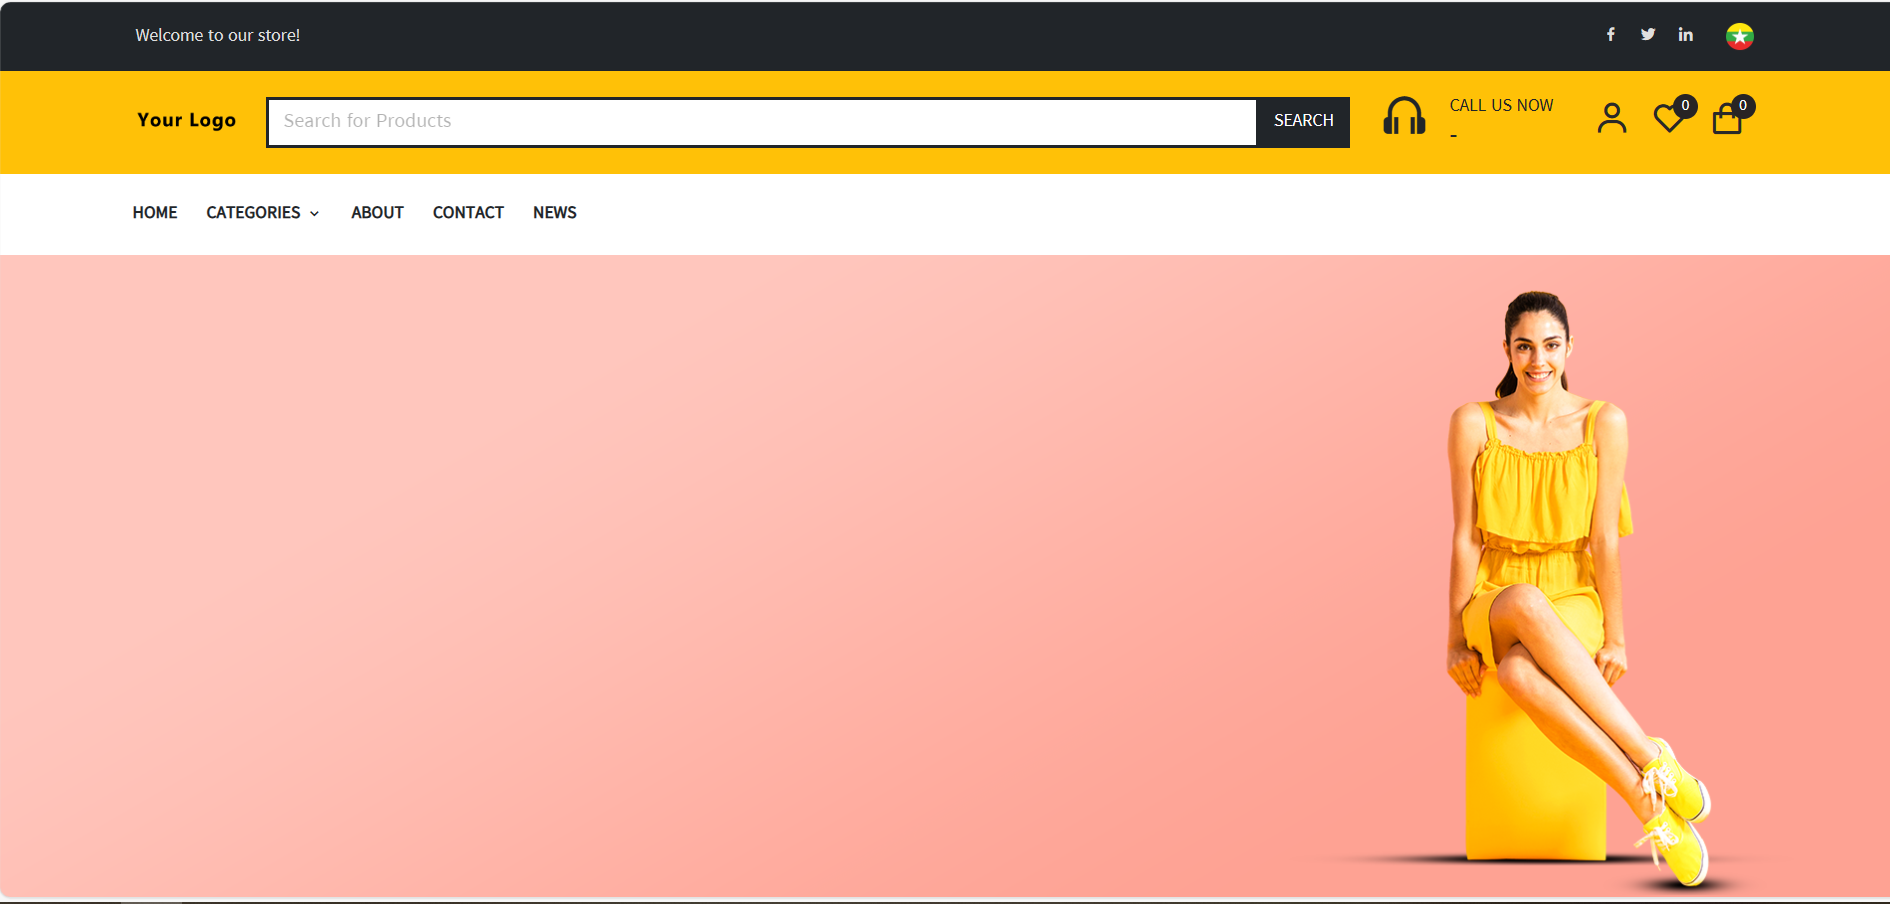 Welcome to our store!
Your Logo
Search for Products
SEARCH
CALL US NOW
-
0
0
HOME
CATEGORIES
ABOUT
CONTACT
NEWS